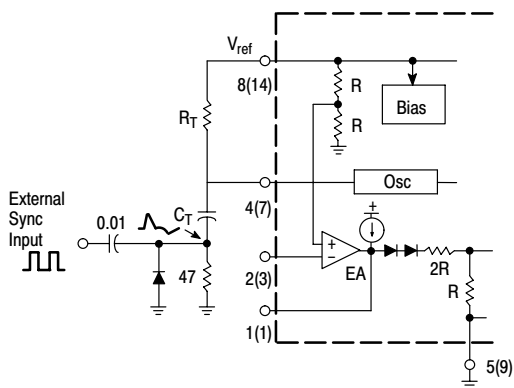 V_ref
8(14)
R
R
Bias
R_T
External
Sync
Input
0.01
C_T
4(7)
Osc
+
47
2(3)
+
−
EA
2R
R
1(1)
5(9)